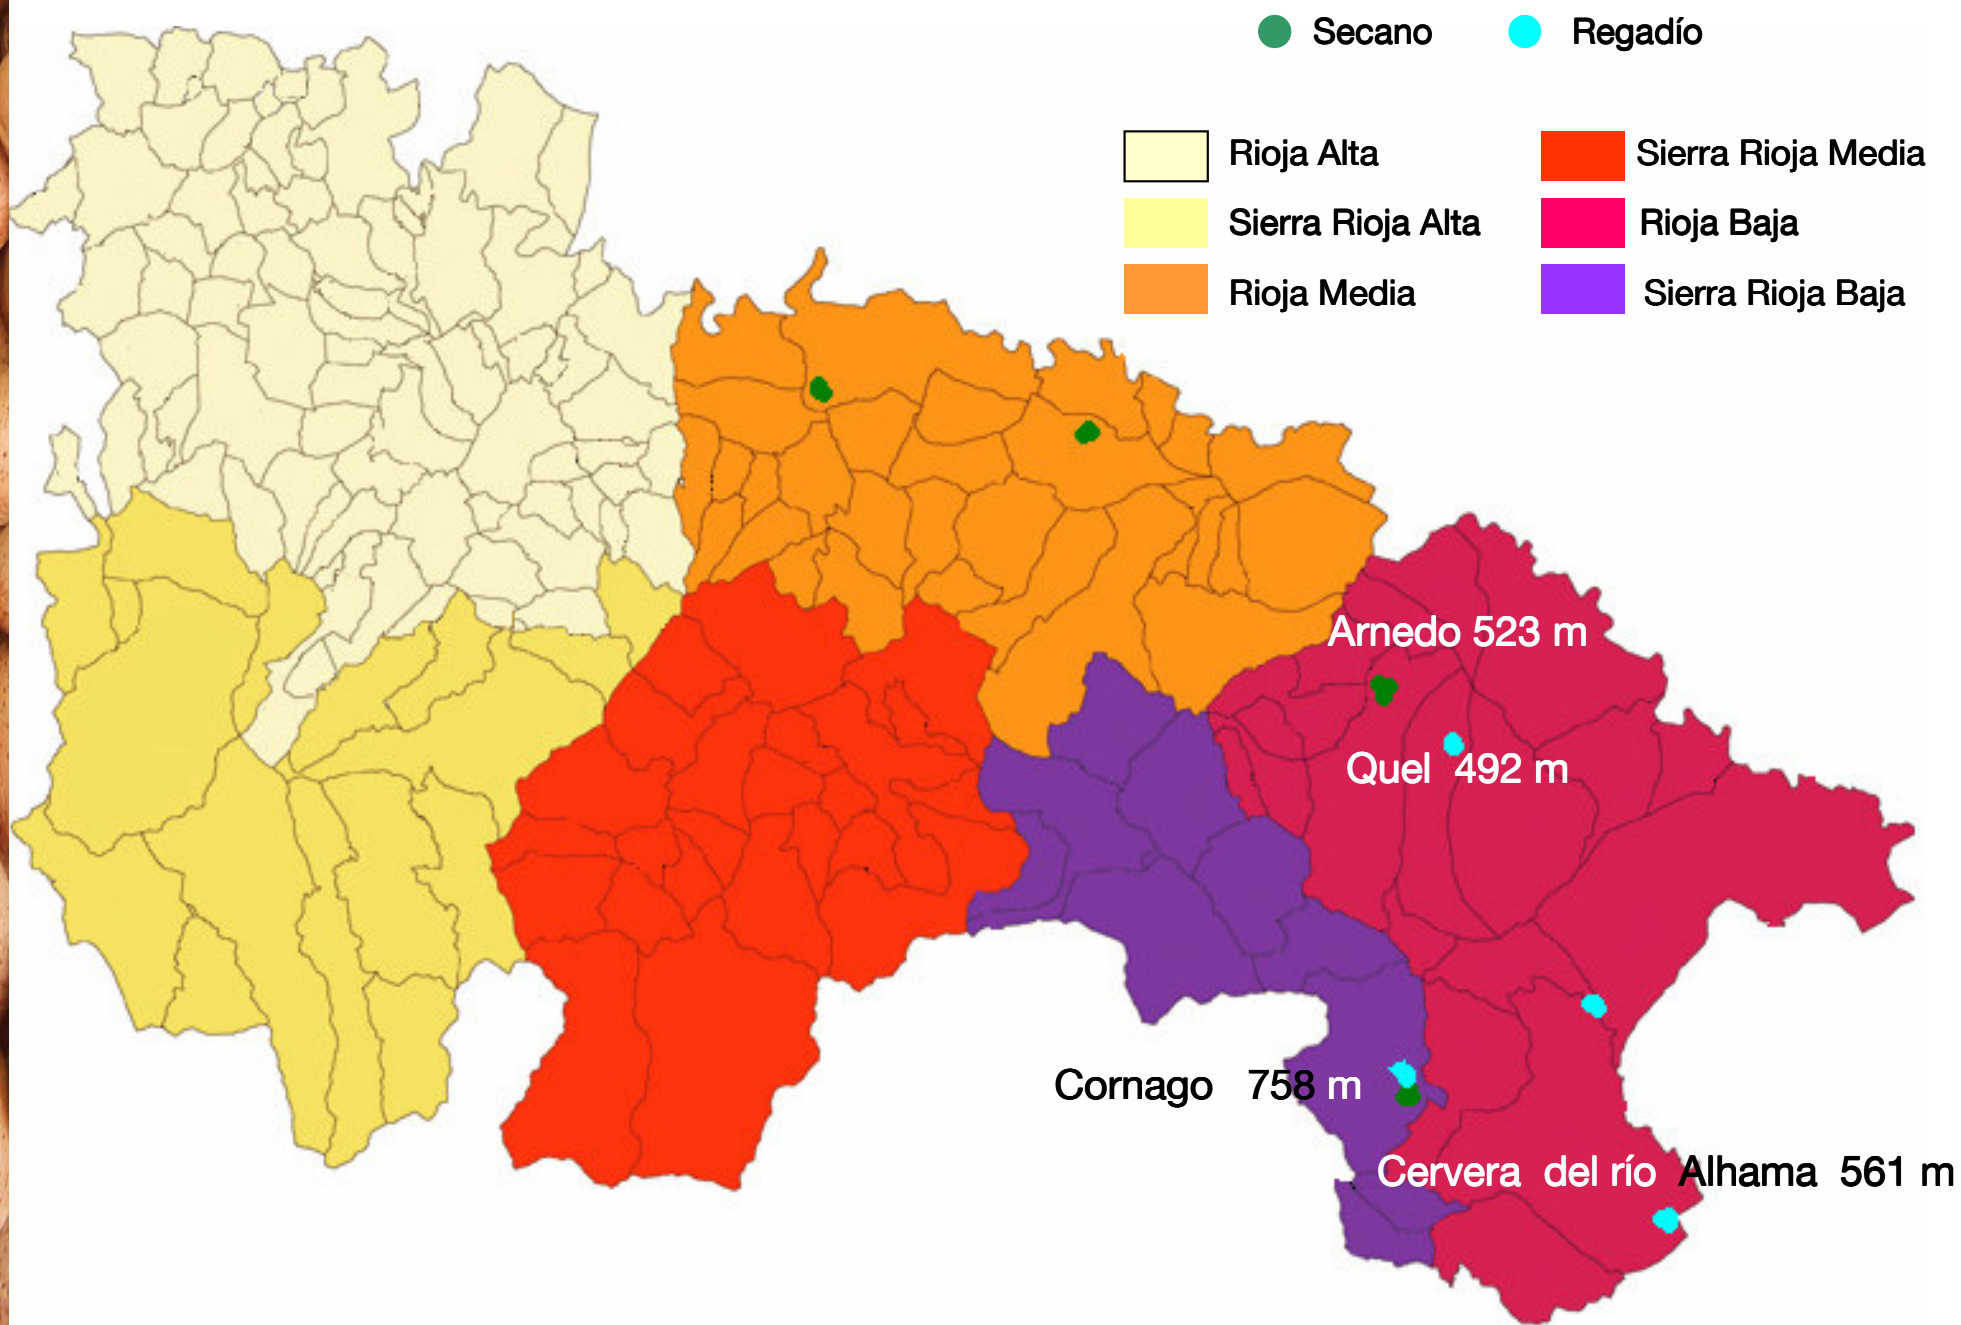 Secano Regadío
Rioja Alta Sierra Rioja Media
Sierra Rioja Alta Rioja Baja
Rioja Media Sierra Rioja Baja
Arnedo 523 m
Quel 492 m
Cornago 758 m
Cervera del río Alhama 561 m